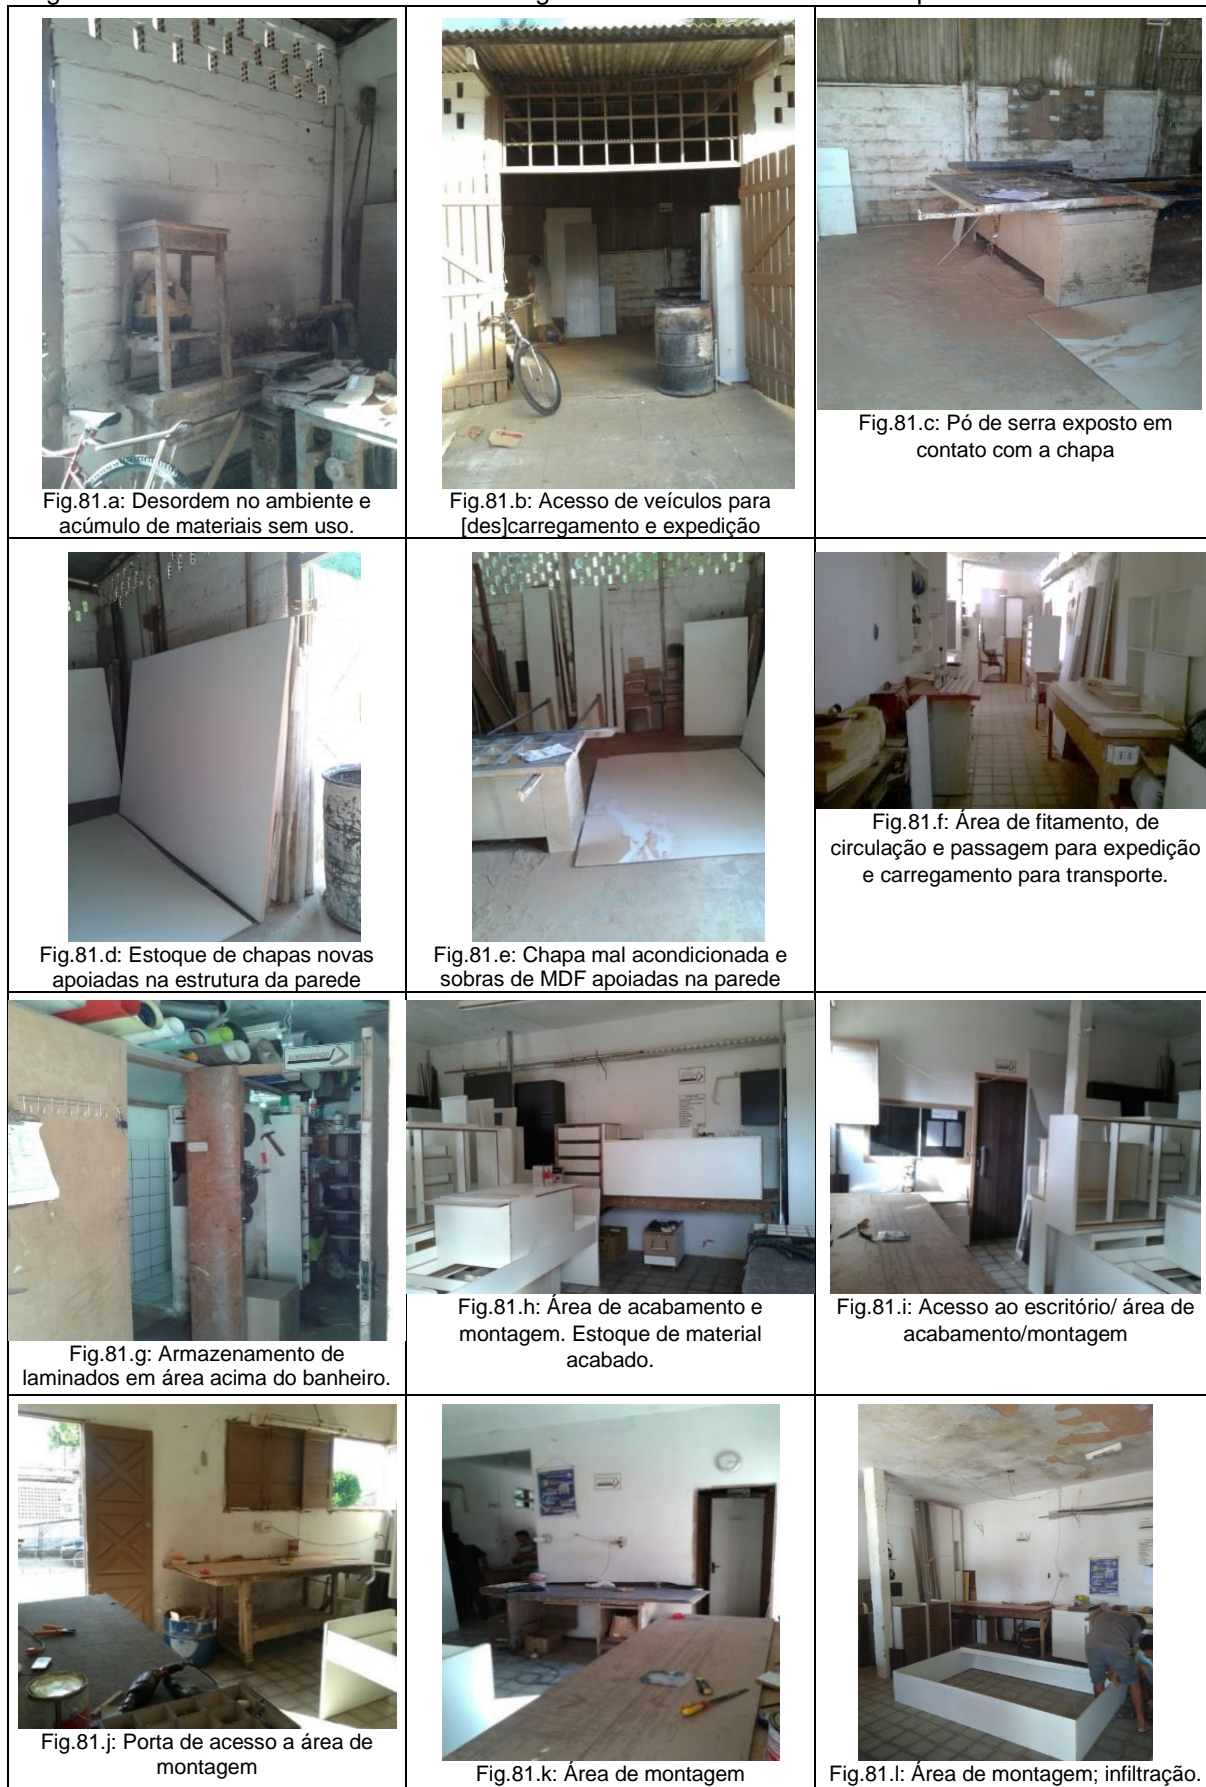 Fig.81.a: Desordem no ambiente e
acúmulo de materiais sem uso.
Fig.81.b: Acesso de veículos para
[des]carregamento e expedição
Fig.81.c: Pó de serra exposto em
contato com a chapa
Fig.81.d: Estoque de chapas novas
apoiadas na estrutura da parede
Fig.81.e: Chapa mal acondicionada e
sobras de MDF apoiadas na parede
Fig.81.f: Área de fitamento, de
circulação e passagem para expedição
e carregamento para transporte.
Fig.81.g: Armazenamento de
laminados em área acima do banheiro.
Fig.81.h: Área de acabamento e
montagem. Estoque de material
acabado.
Fig.81.i: Acesso ao escritório/ área de
acabamento/montagem
Fig.81.j: Porta de acesso a área de
montagem
Fig.81.k: Área de montagem
Fig.81.l: Área de montagem; infiltração.